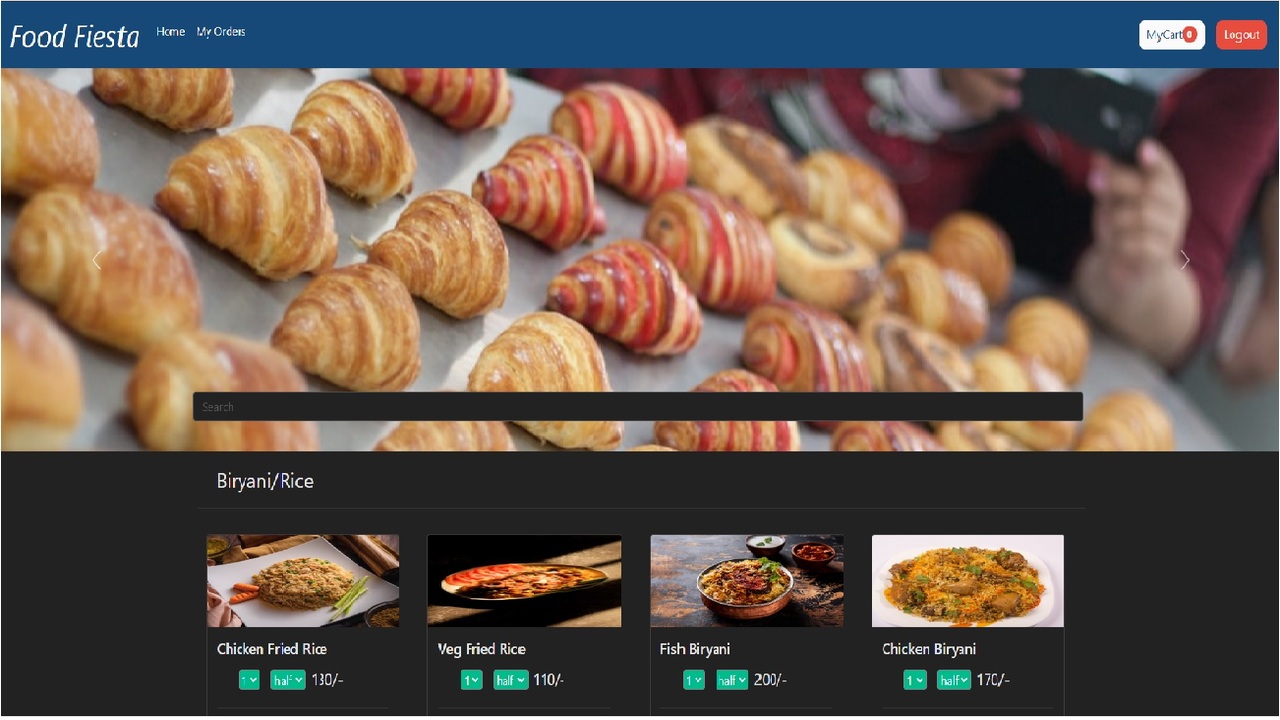 Food Fiesta Home My Orders MyCart 0 Logout
Search
Biryani/Rice
Chicken Fried Rice Veg Fried Rice Fish Biryani Chicken Biryani
1 half 130/- 1 half 110/- 1 half 200/- 1 half 170/-